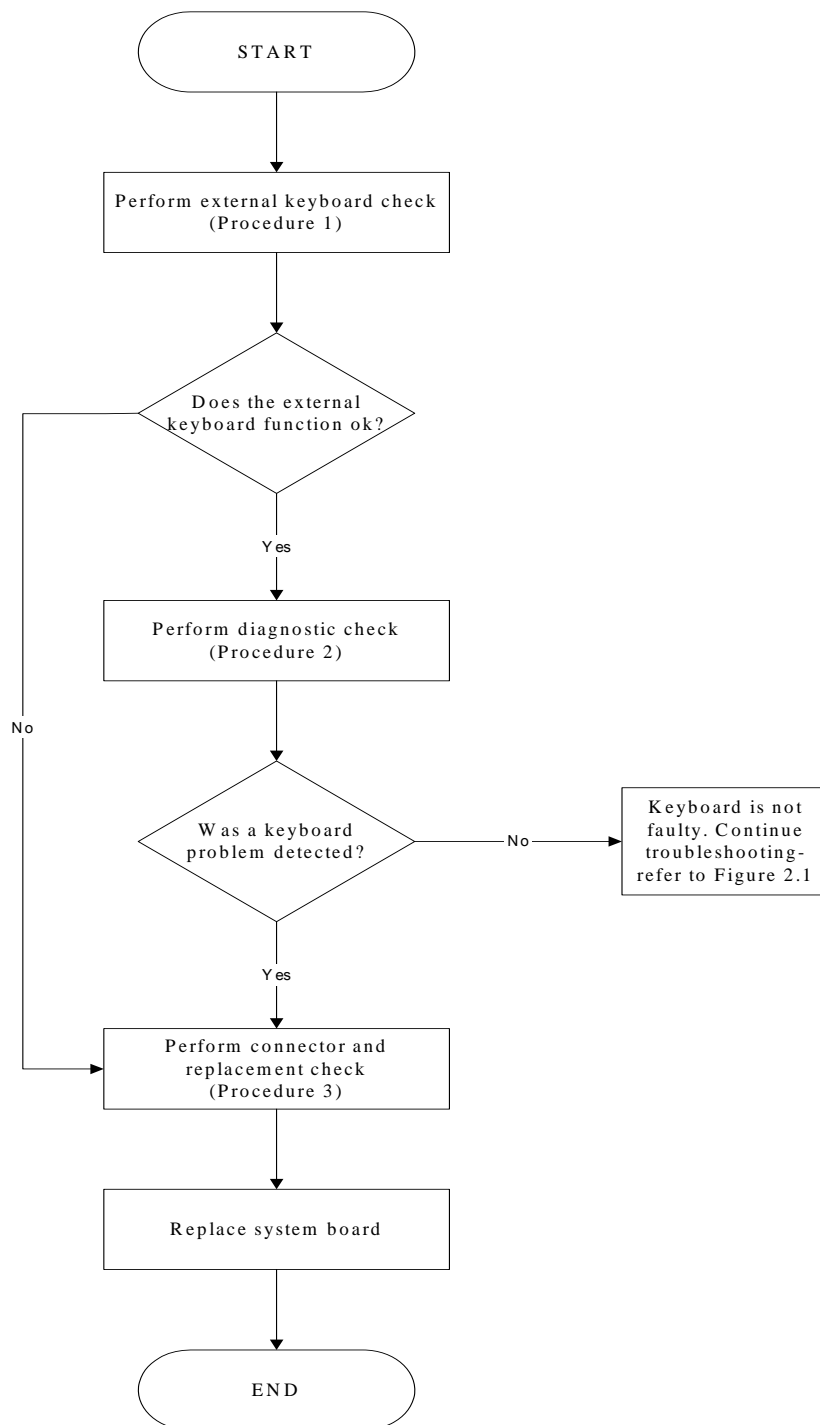 START
Perform external keyboard check
(Procedure 1)
Does the external
keyboard function ok?
Yes
Perform diagnostic check
(Procedure 2)
No
Was a keyboard
problem detected?
No
Keyboard is not
faulty. Continue
troubleshooting-
refer to Figure 2.1
Yes
Perform connector and
replacement check
(Procedure 3)
Replace system board
END